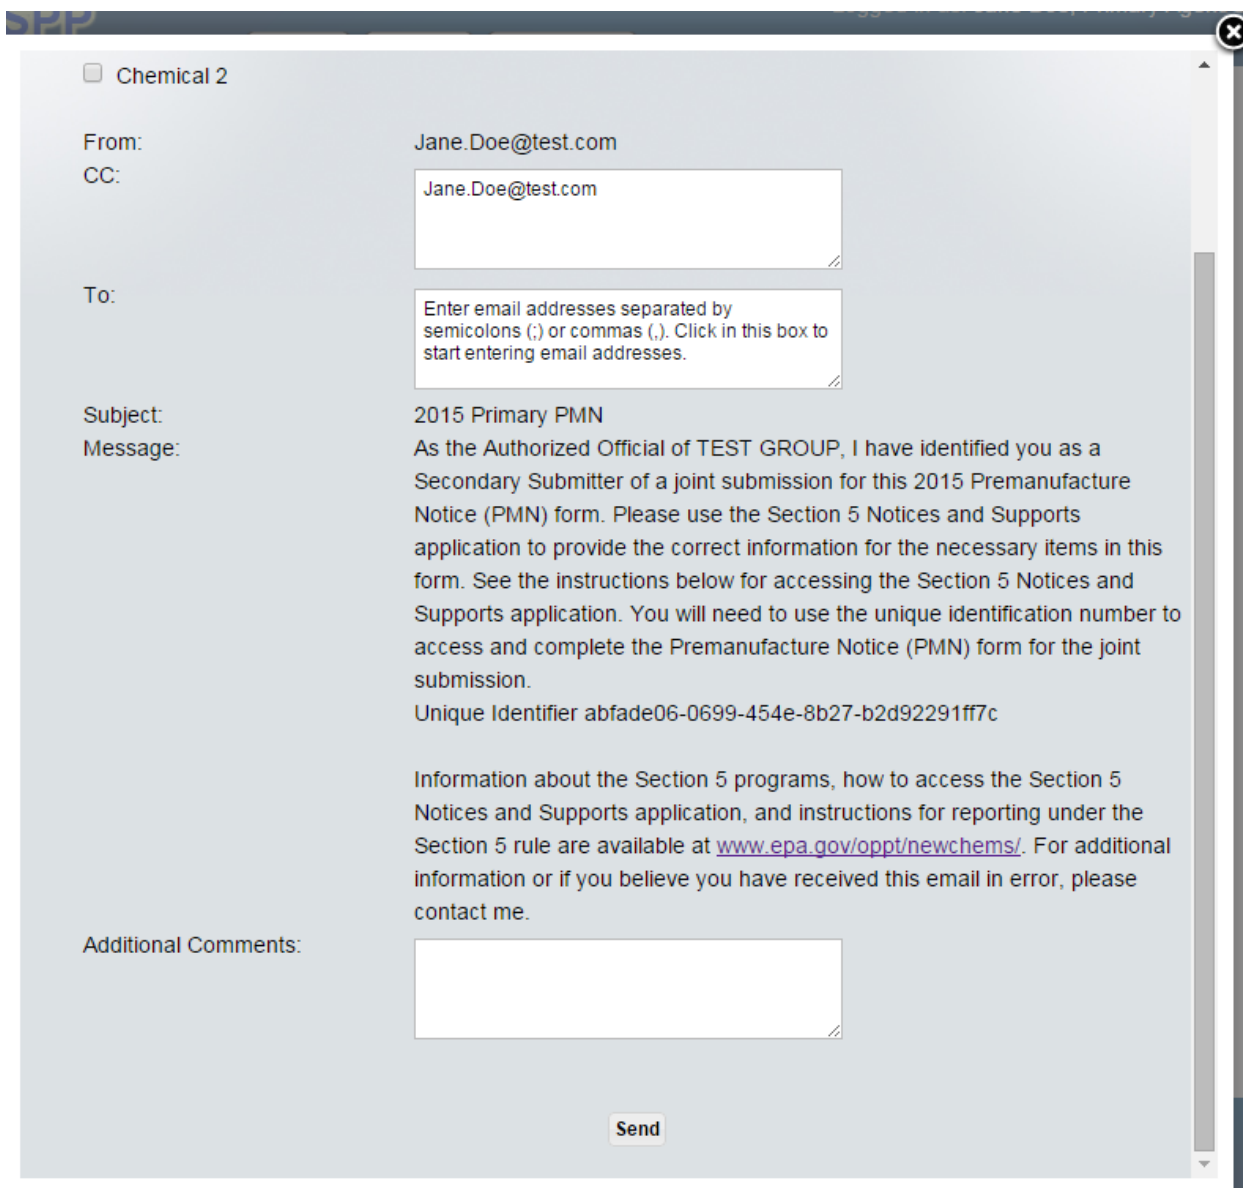 SPP
Chemical 2
From: Jane.Doe@test.com
CC: Jane.Doe@test.com
To: Enter email addresses separated by
semicolons (;) or commas (,). Click in this box to
start entering email addresses.
Subject: 2015 Primary PMN
Message: As the Authorized Official of TEST GROUP, I have identified you as a
Secondary Submitter of a joint submission for this 2015 Premanufacture
Notice (PMN) form. Please use the Section 5 Notices and Supports
application to provide the correct information for the necessary items in this
form. See the instructions below for accessing the Section 5 Notices and
Supports application. You will need to use the unique identification number to
access and complete the Premanufacture Notice (PMN) form for the joint
submission.
Unique Identifier abfade06-0699-454e-8b27-b2d92291ff7c
Information about the Section 5 programs, how to access the Section 5
Notices and Supports application, and instructions for reporting under the
Section 5 rule are available at www.epa.gov/oppt/newchems/. For additional
information or if you believe you have received this email in error, please
contact me.
Additional Comments:
Send